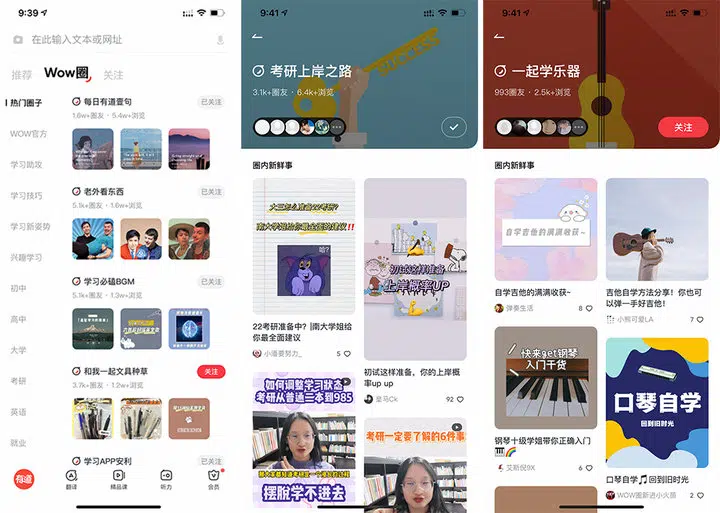 9:39
在此输入文本或网址
推荐
Wow圈
关注
热门圈子
WOW官方
学习助攻
学习技巧
学习新姿势
兴趣学习
初中
高中
大学
考研
英语
就业
每日有道壹句
已关注
1.6w+圈友 · 5.4w+浏览
老外看东西
已关注
5.1k+圈友 · 1.6w+浏览
学习必磕BGM
已关注
5.1k+圈友 · 1.3w+浏览
和我一起文具种草
关注
3.7k+圈友 · 1.2w+浏览
学习APP安利
已关注
有道
翻译
精品课
听力
会员
9:41
考研上岸之路
3.1k+圈友 · 6.4k+浏览
圈内新鲜事
大三怎么准备22考研?
南大学姐给你最全面的建议!!
哈?
22考研准备中?|南大学姐给你最全面建议
小潘要努力_
5
如何调整学习状态
考研从普通二本到985
摆脱学不进去
初试这样准备
上岸概率UP
初试这样准备,你的上岸概率up up
皇马Ck
92
考研一定要了解的6件事
9:41
一起学乐器
993圈友 · 2.5k+浏览
关注
圈内新鲜事
自学吉他的满满收获~
自学吉他的满满收获~
弹奏生活
8
快来get钢琴
入门干货
钢琴十级学姐带你正确入门
艾斯倪9X
6
吉他自学方法分享!你也可以弹一手好吉他!
小熊可爱LA
7
口琴自学
回到旧时光
口琴自学🎵回到旧时光
WOW圈新进小火苗
2